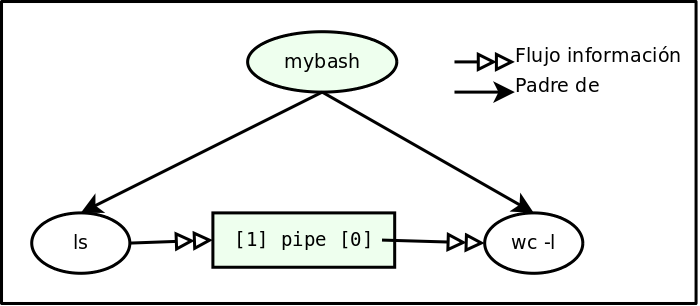 mybash
Flujo información
Padre de
ls
[1] pipe [0]
wc -l